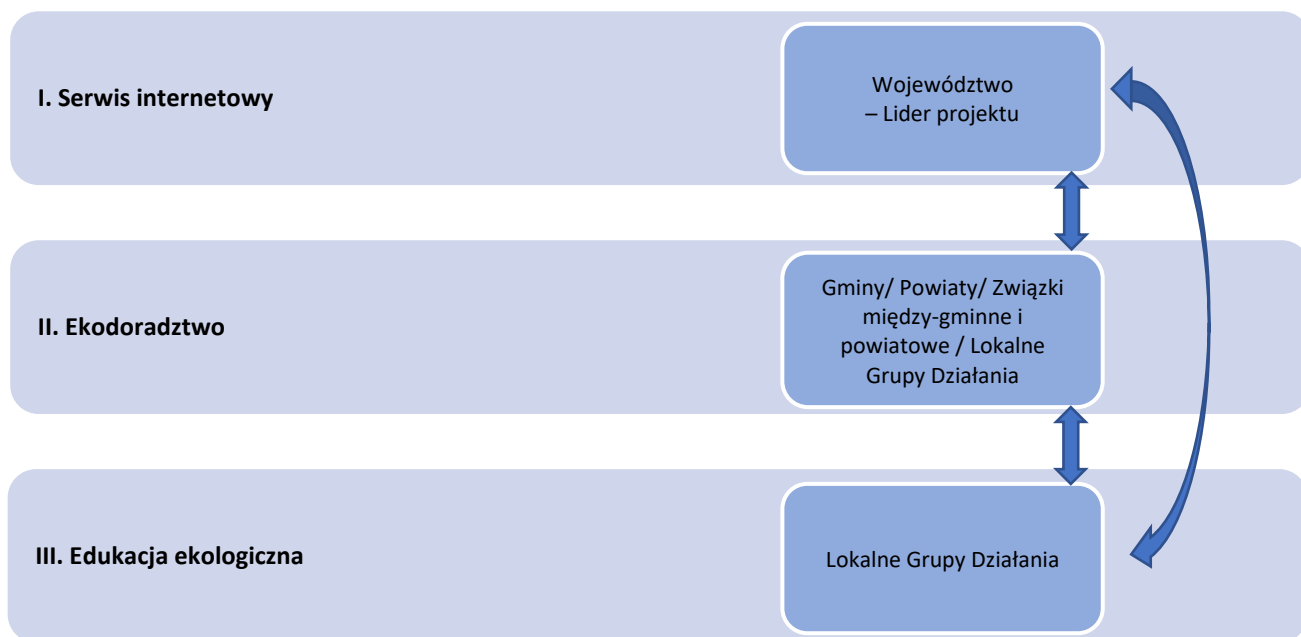 I. Serwis internetowy
Województwo
– Lider projektu
II. Ekodoradztwo
Gminy/ Powiaty/ Związki
między-gminne i
powiatowe / Lokalne
Grupy Działania
III. Edukacja ekologiczna
Lokalne Grupy Działania